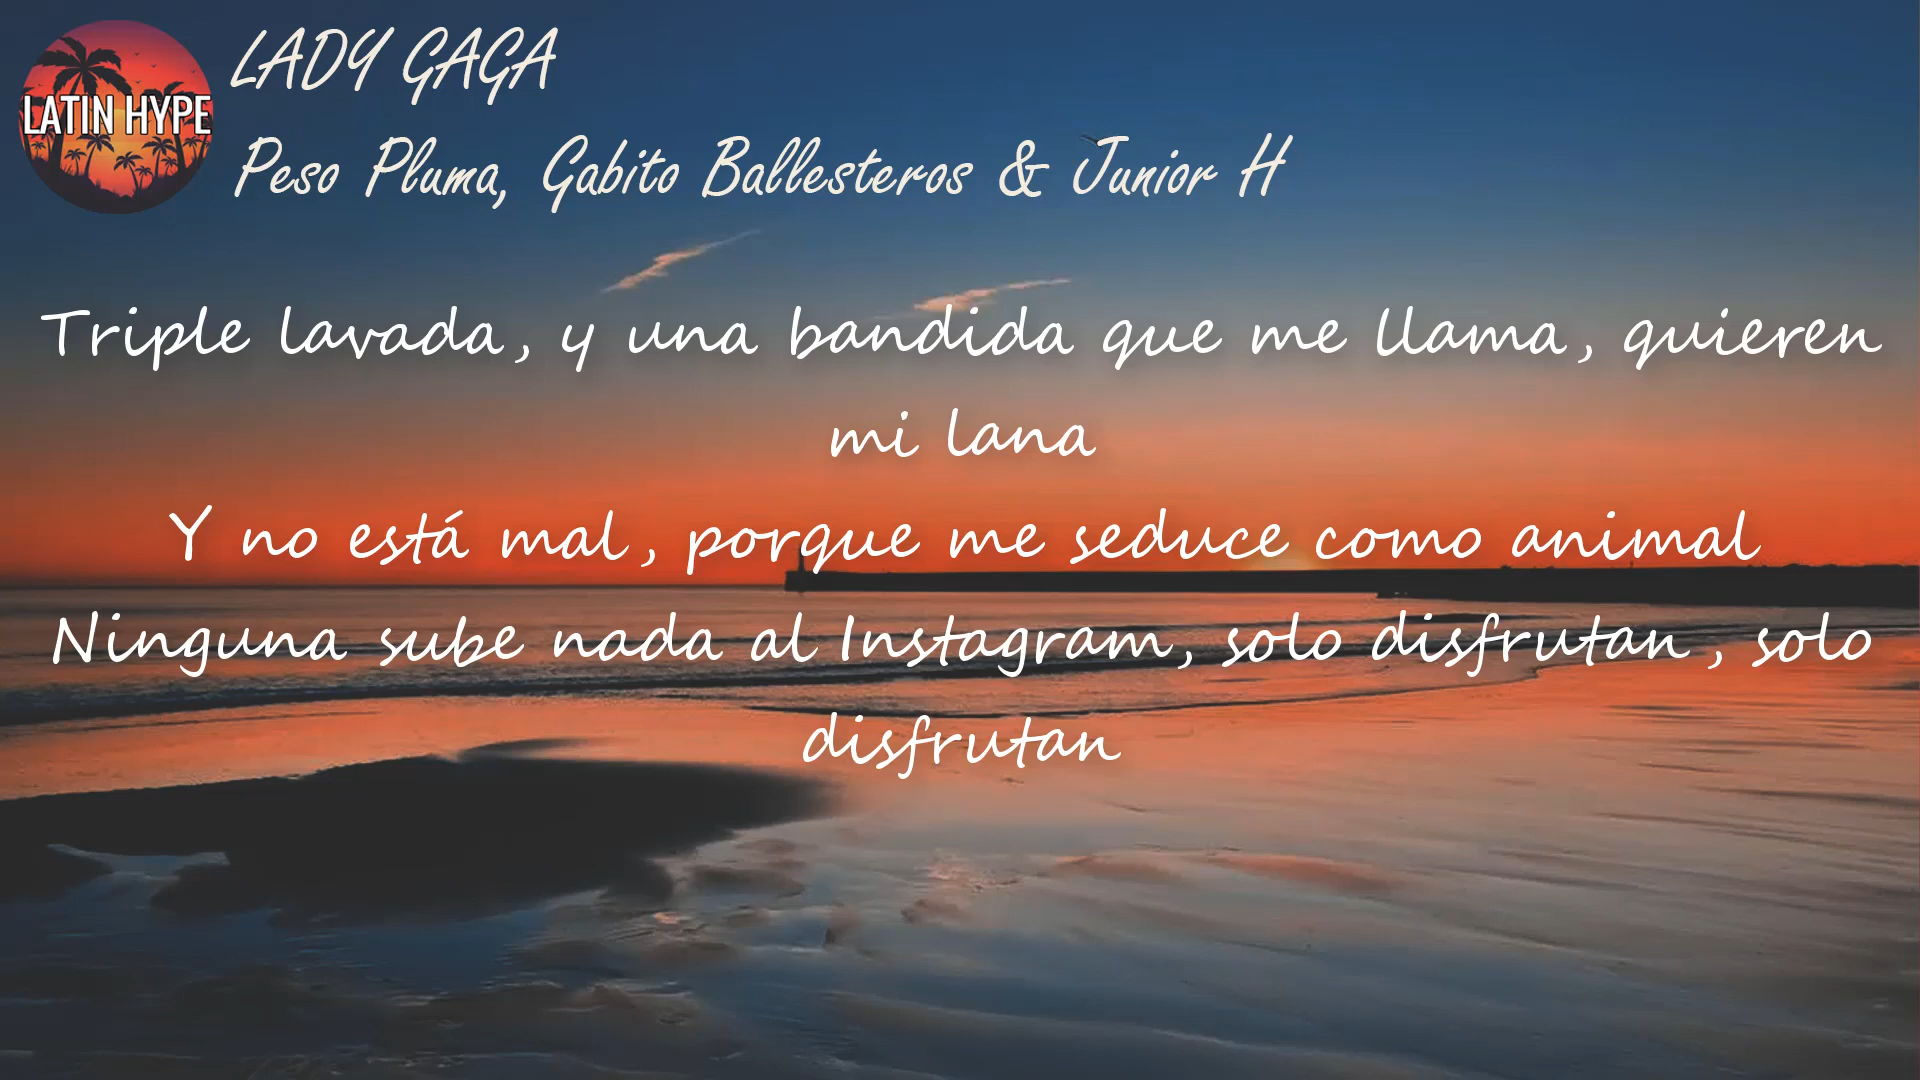 LATIN HYPE
LADY GAGA
Peso Pluma, Gabito Ballesteros & Junior H
Triple lavada, y una bandida que me llama, quieren
mi lana
Y no está mal, porque me seduce como animal
Ninguna sube nada al Instagram, solo disfrutan, solo
disfrutan